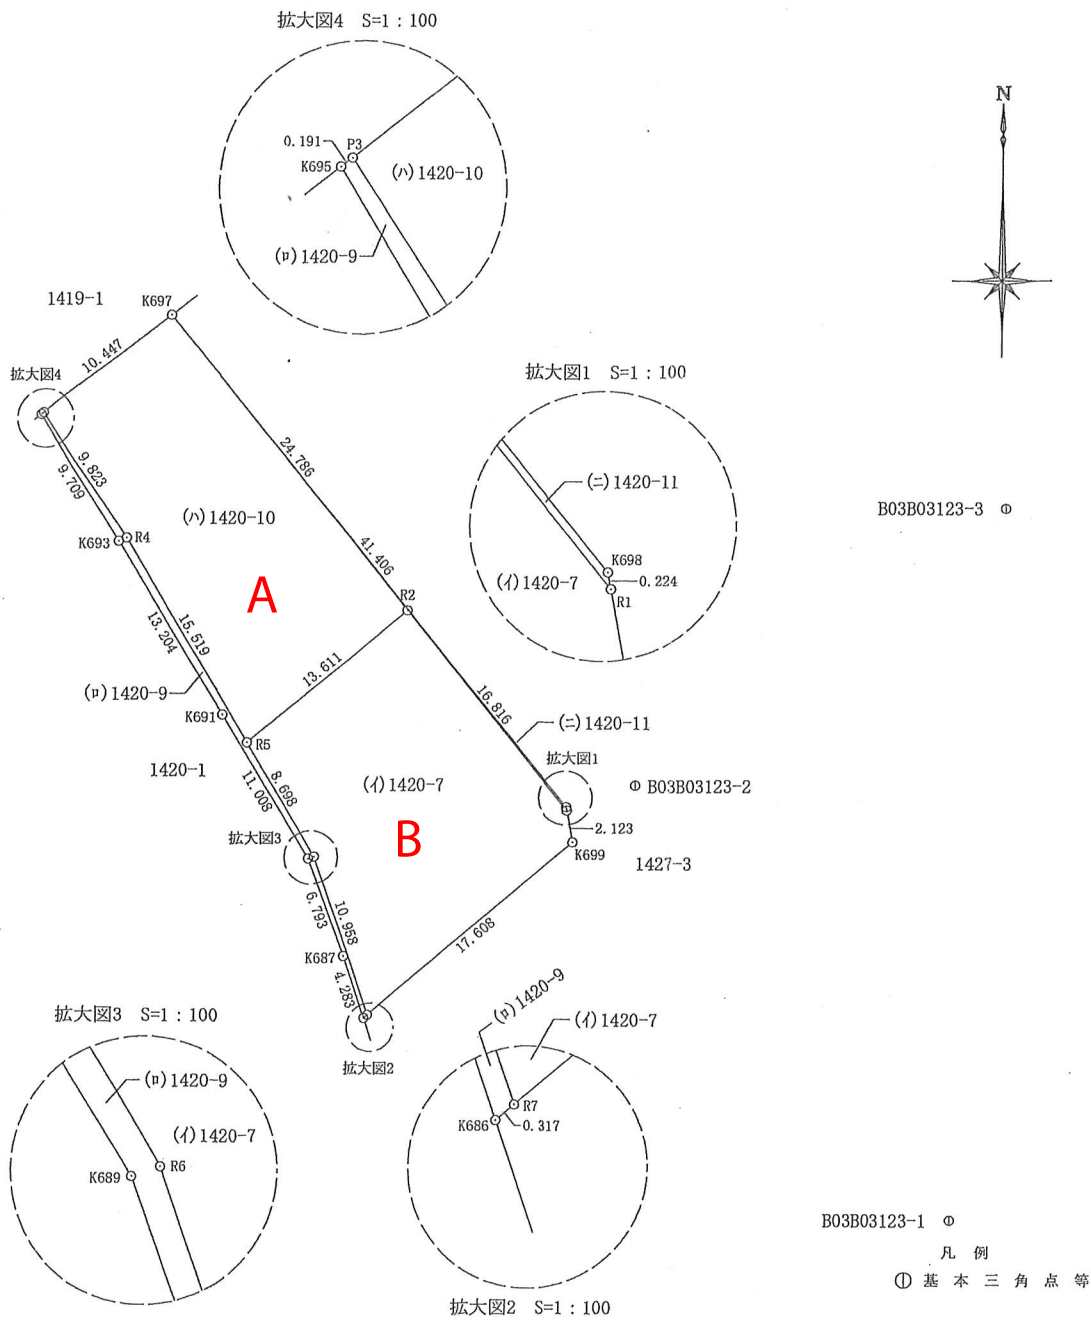 拡大図4 S=1:100
0.191
P3
K695
(ハ)1420-10
(ロ)1420-9
N
1419-1
K697
10.447
拡大図4
9.823
9.709
24.786
拡大図1 S=1:100
(ニ)1420-11
K698
0.224
(イ)1420-7
R1
B03B03123-3
(ハ)1420-10
K693
R4
41.406
A
R2
13.204
15.519
13.611
(ロ)1420-9
16.816
K691
R5
(ニ)1420-11
1420-1
11.008
8.698
(イ)1420-7
拡大図1
B03B03123-2
拡大図3
B
2.123
K699
1427-3
6.793
10.958
17.608
K687
4.283
拡大図2
拡大図3 S=1:100
(ロ)1420-9
(イ)1420-7
K689
R6
(ロ)1420-9
(イ)1420-7
K686
R7
0.317
拡大図2 S=1:100
B03B03123-1
凡 例
基 本 三 角 点 等